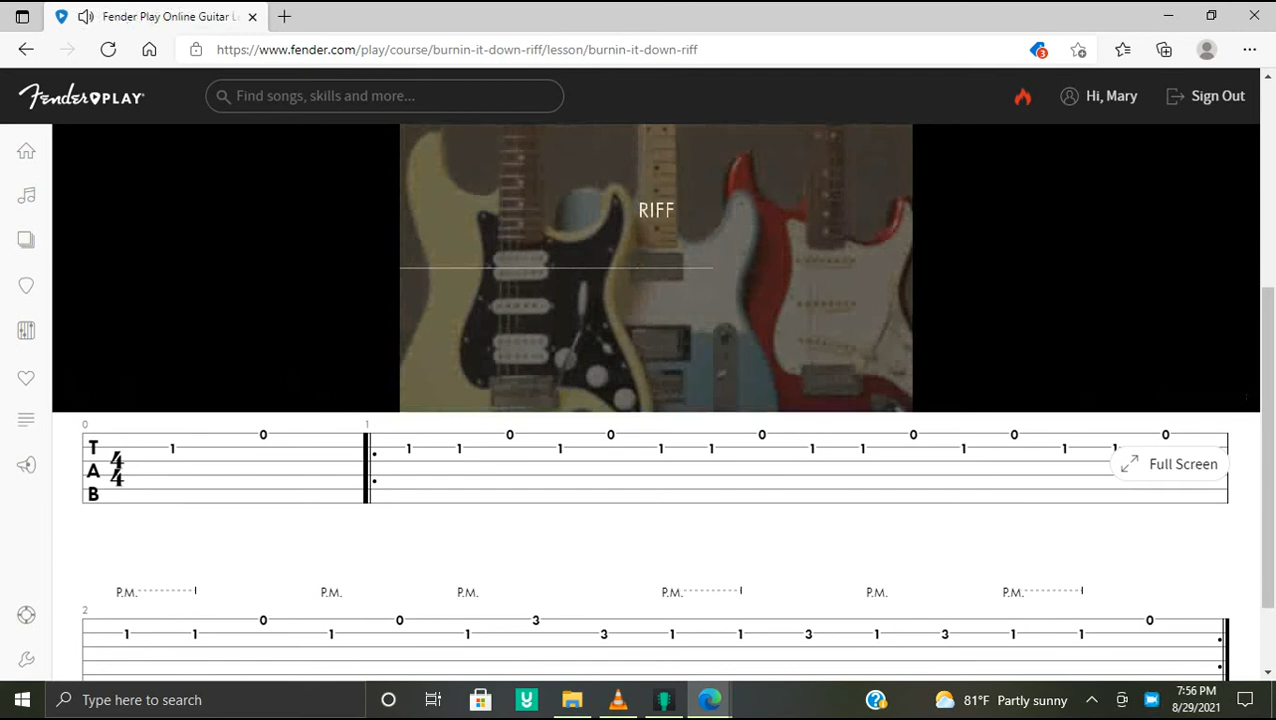 Fender Play Online Guitar Le
https://www.fender.com/play/course/burnin-it-down-riff/lesson/burnin-it-down-riff
3
Fender PLAY
Find songs, skills and more...
Hi, Mary
Sign Out
RIFF
0 1
0 0 0 0 0 0 0
T A B 4 4 1 1 1 1 1 1 1 1 1 1 1
Full Screen
P.M. P.M. P.M. P.M. P.M. P.M.
2
0 0 3 0
1 1 1 1 3 1 1 3 1 3 1 1
Type here to search
81°F Partly sunny
7:56 PM
8/29/2021